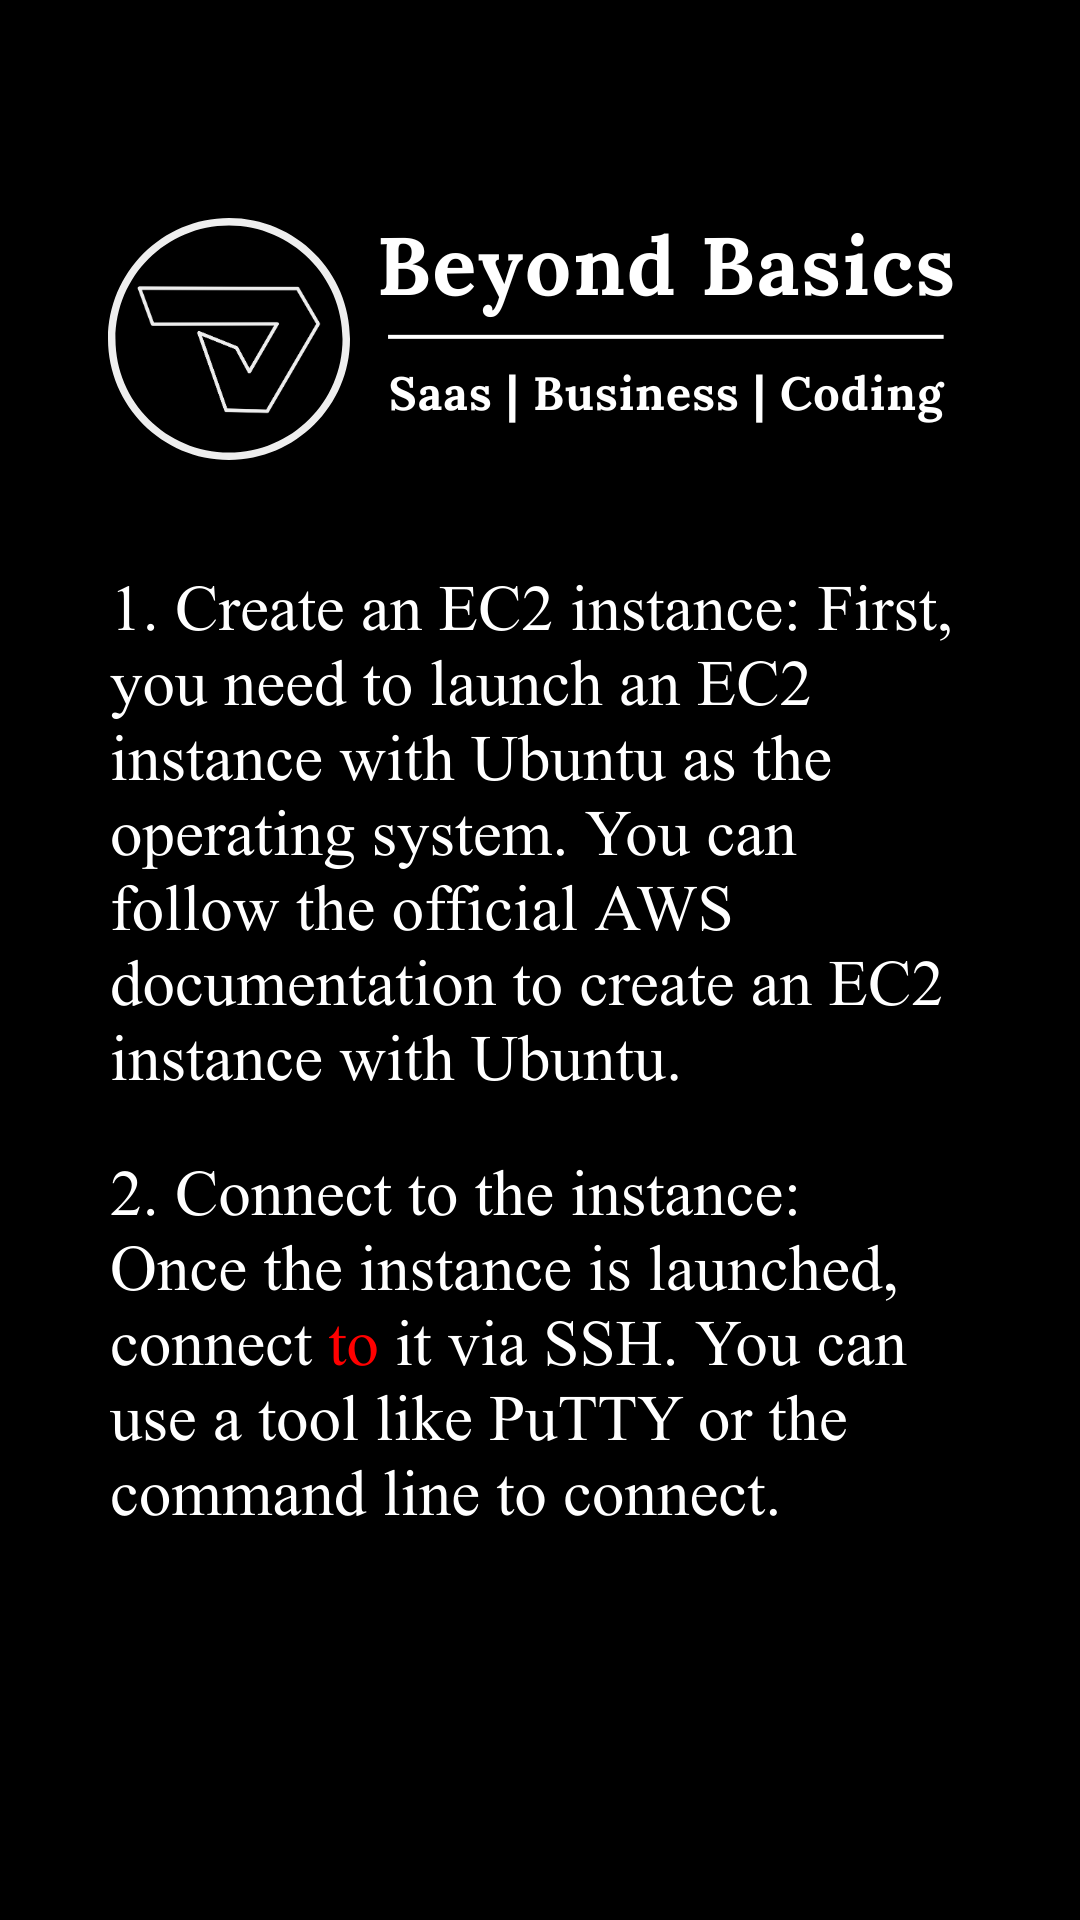 Beyond Basics
Saas | Business | Coding
1. Create an EC2 instance: First,
you need to launch an EC2
instance with Ubuntu as the
operating system. You can
follow the official AWS
documentation to create an EC2
instance with Ubuntu.
2. Connect to the instance:
Once the instance is launched,
connect to it via SSH. You can
use a tool like PuTTY or the
command line to connect.